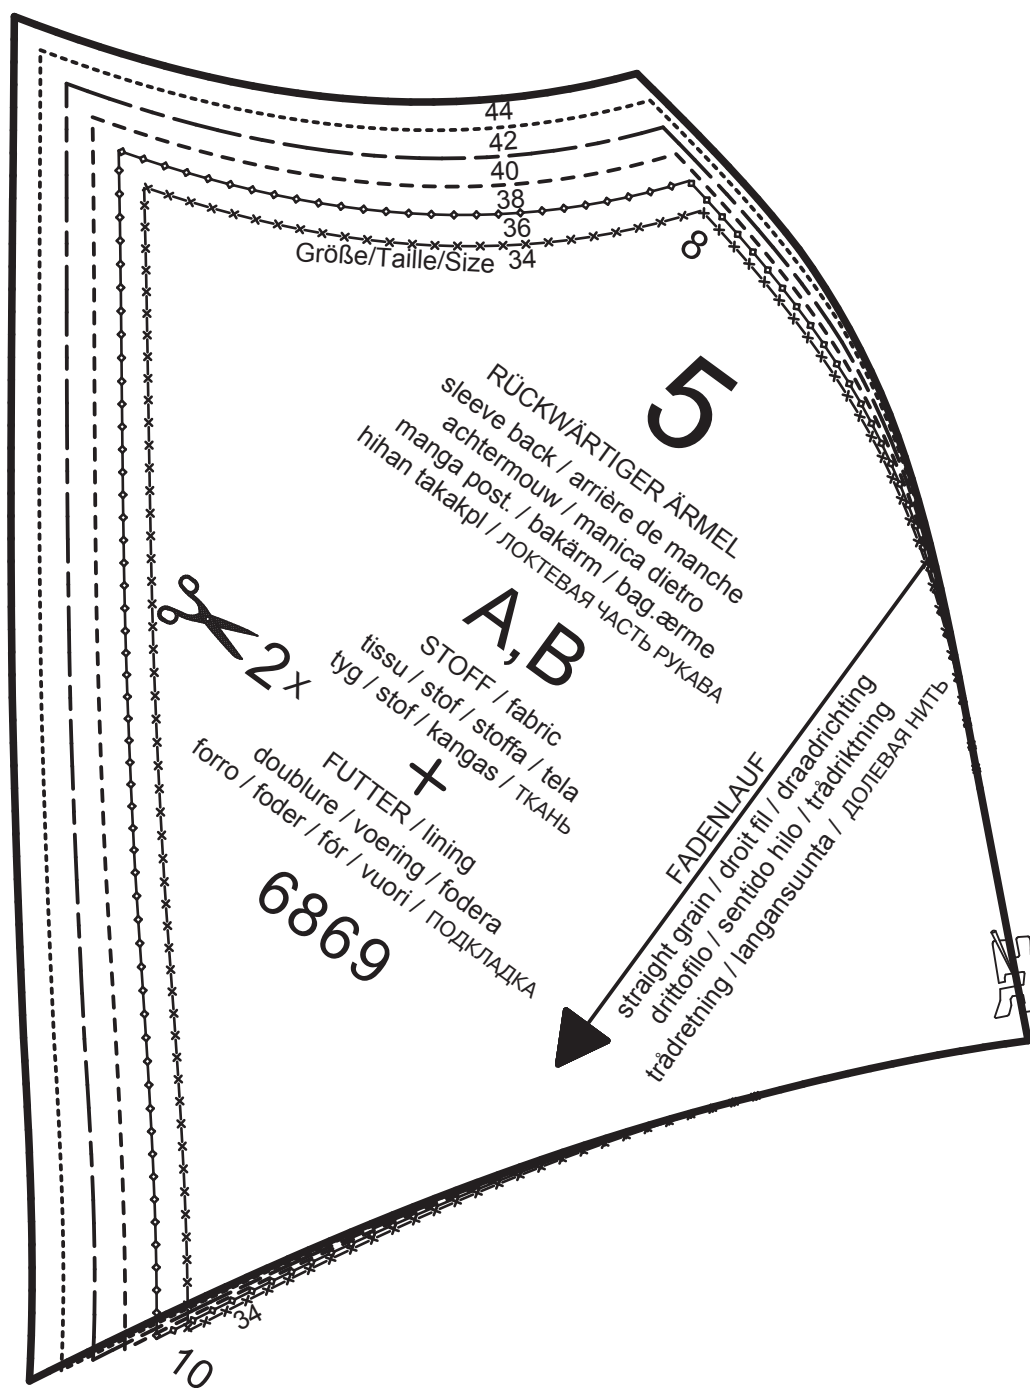 44
42
40
38
36
Größe/Taille/Size 34
8
5
RÜCKWÄRTIGER ÄRMEL
sleeve back / arrière de manche
achtermouw / manica dietro
manga post. / bakärm / bag.ærme
hihan takakpl / ЛОКТЕВАЯ ЧАСТЬ РУКАВА
A,B
2 x
STOFF / fabric
tissu / stof / stoffa / tela
tyg / stof / kangas / ТКАНЬ
+
FUTTER / lining
doublure / voering / fodera
forro / foder / fór / vuori / ПОДКЛАДКА
6869
FADENLAUF
straight grain / droit fil / draadrichting
drittofilo / sentido hilo / trådriktning
trådretning / langansuunta / ДОЛЕВАЯ НИТЬ
34
10